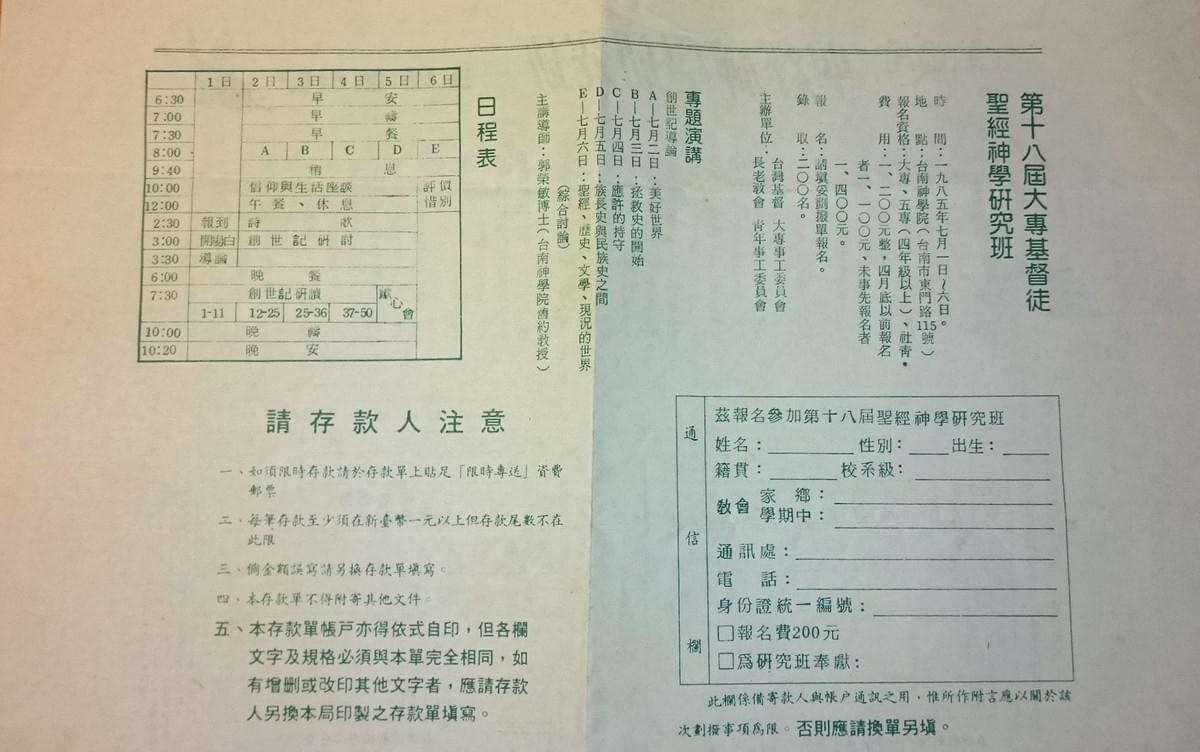 第十八屆大專基督徒
聖經神學研究班
時　間：一九八五年七月一日～六日。
地　點：台南神學院（台南市東門路115號）
報名資格：大專、五專（四年級以上）、社青。
費　用：一、二〇〇元整，四月底以前報名
者一、一〇〇元、未事先報名者
一、四〇〇元。
報　名：請填妥劃撥單報名。
錄　取：二〇〇名。
主辦單位：台灣基督長老教會 大專事工委員會 青年事工委員會
專題演講
創世記導論
A—七月二日：美好世界
B—七月三日：拯救史的開始
C—七月四日：應許的持守
D—七月五日：族長史與民族史之間
E—七月六日：聖經、歷史、文學、現況的世界
（綜合討論）
主講導師：郭榮敏博士（台南神學院舊約教授）
日程表
1日 2日 3日 4日 5日 6日
6:30 早安
7:00 早禱
7:30 早餐
8:00 A B C D E
9:40 稍息
10:00 信仰與生活座談 評價
12:00 午餐、休息 惜別
2:30 報到 詩歌
3:00 開場白 創世記研討
3:30 導論
6:00 晚餐
7:30 創世記研讀 獻心會
1-11 12-25 25-36 37-50
10:00 晚禱
10:20 晚安
請存款人注意
一、如須限時存款請於存款單上貼足「限時專送」資費
郵票
二、每筆存款至少須在新臺幣一元以上但存款尾數不在
此限
三、倘金額誤寫請另換存款單填寫。
四、本存款單不得附寄其他文件。
五、本存款單帳戶亦得依式自印，但各欄
文字及規格必須與本單完全相同，如
有增刪或改印其他文字者，應請存款
人另換本局印製之存款單填寫。
通信欄
茲報名參加第十八屆聖經神學研究班
姓名： 性別： 出生：
籍貫： 校系級：
教會 家鄉：
學期中：
通訊處：
電　話：
身份證統一編號：
□報名費200元
□為研究班奉獻：
此欄係備寄款人與帳戶通訊之用，惟所作附言應以關於該
次劃撥事項為限。否則應請換單另填。